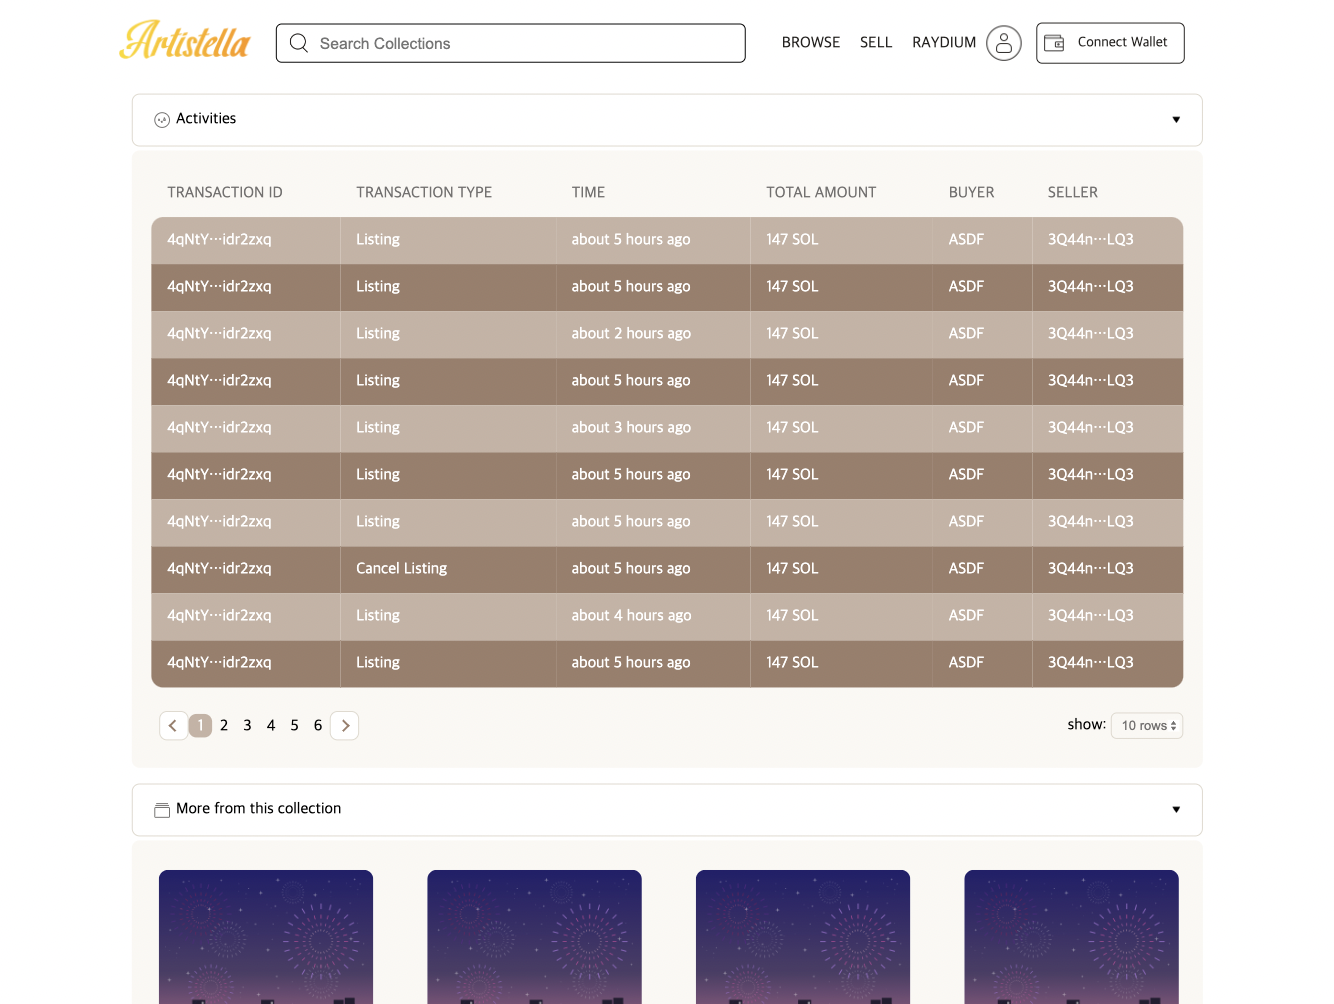 Artistella Search Collections BROWSE SELL RAYDIUM Connect Wallet
Activities ▼
TRANSACTION ID TRANSACTION TYPE TIME TOTAL AMOUNT BUYER SELLER
4qNtY···idr2zxq Listing about 5 hours ago 147 SOL ASDF 3Q44n···LQ3
4qNtY···idr2zxq Listing about 5 hours ago 147 SOL ASDF 3Q44n···LQ3
4qNtY···idr2zxq Listing about 2 hours ago 147 SOL ASDF 3Q44n···LQ3
4qNtY···idr2zxq Listing about 5 hours ago 147 SOL ASDF 3Q44n···LQ3
4qNtY···idr2zxq Listing about 3 hours ago 147 SOL ASDF 3Q44n···LQ3
4qNtY···idr2zxq Listing about 5 hours ago 147 SOL ASDF 3Q44n···LQ3
4qNtY···idr2zxq Listing about 5 hours ago 147 SOL ASDF 3Q44n···LQ3
4qNtY···idr2zxq Cancel Listing about 5 hours ago 147 SOL ASDF 3Q44n···LQ3
4qNtY···idr2zxq Listing about 4 hours ago 147 SOL ASDF 3Q44n···LQ3
4qNtY···idr2zxq Listing about 5 hours ago 147 SOL ASDF 3Q44n···LQ3
1 2 3 4 5 6 show: 10 rows
More from this collection ▼